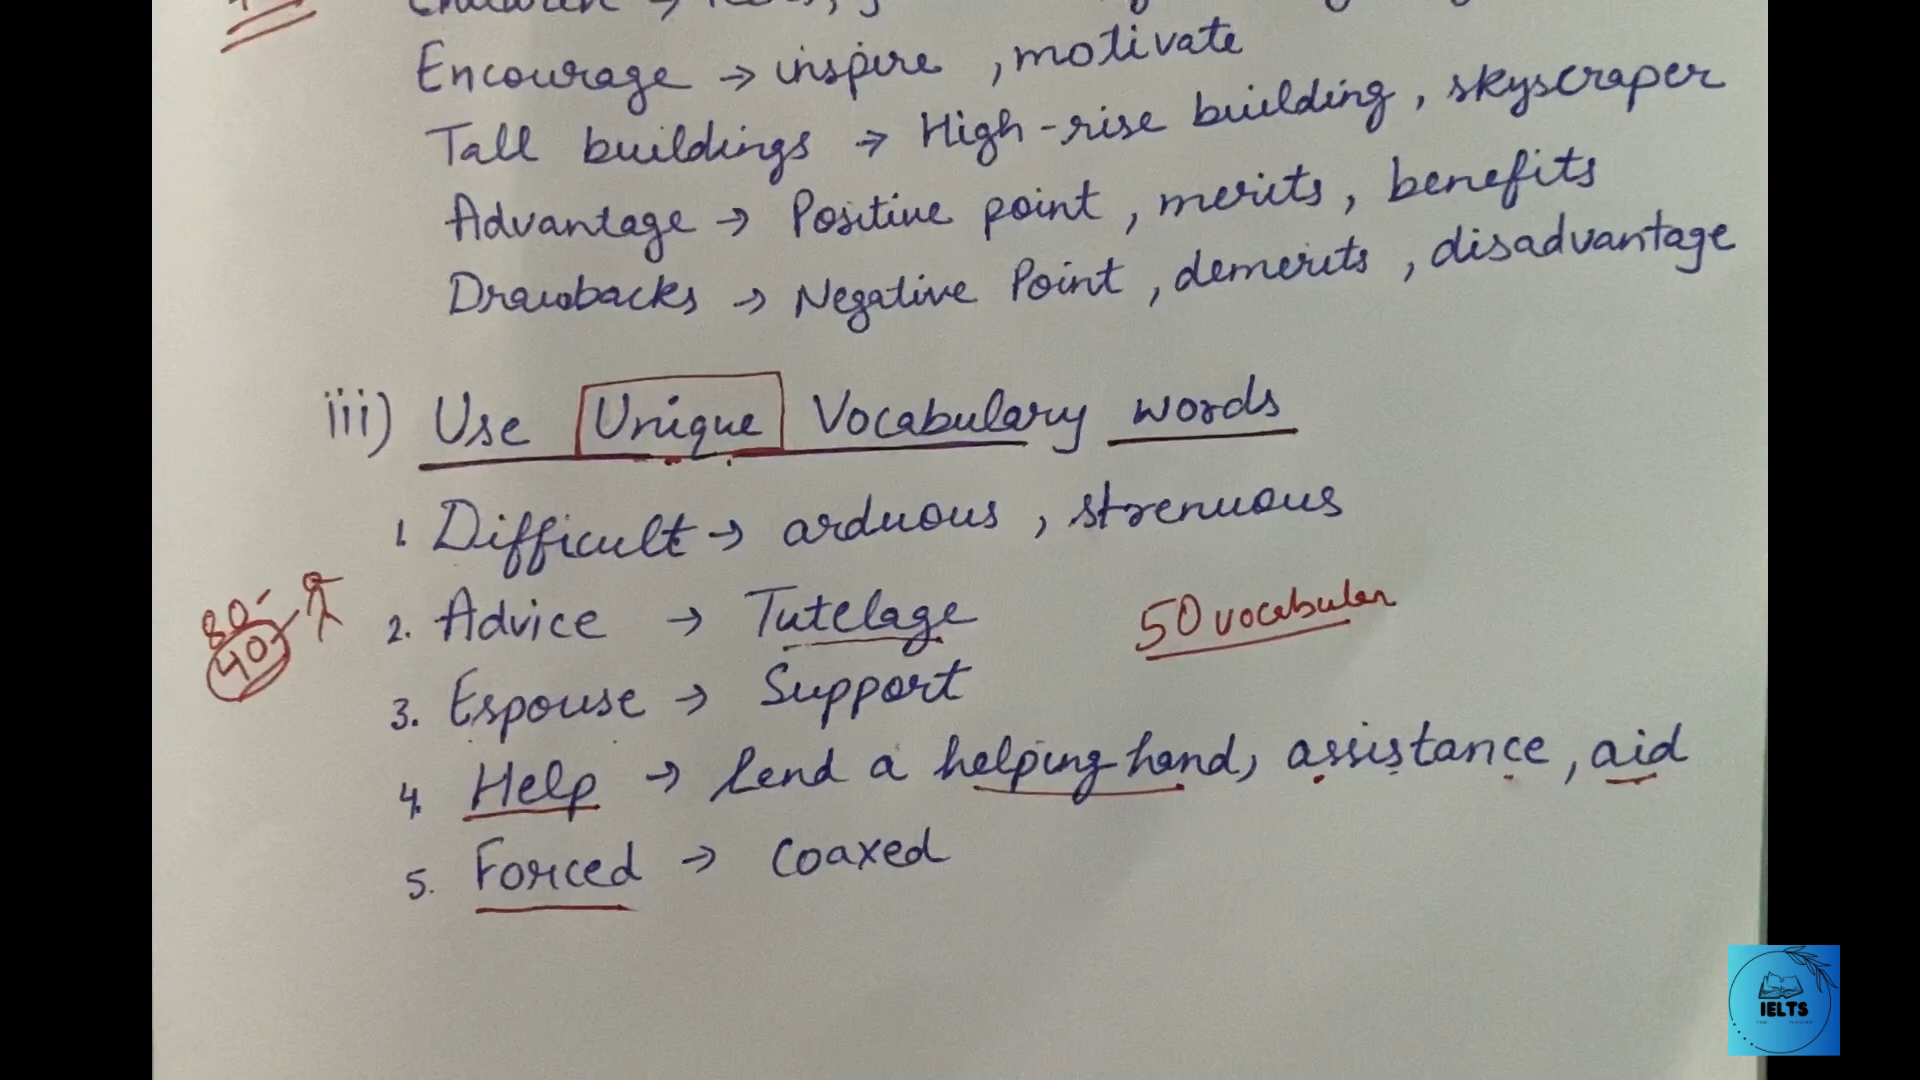 Children →
Encourage → inspire , motivate
Tall buildings → High-rise building , skyscraper
Advantage → Positive point , merits , benefits
Drawbacks → Negative Point , demerits , disadvantage
iii) Use Unique Vocabulary words
1. Difficult → arduous , strenuous
2. Advice → Tutelage
50 vocabular
80
40
3. Espouse → Support
4. Help → Lend a helping hand, assistance , aid
5. Forced → coaxed
IELTS